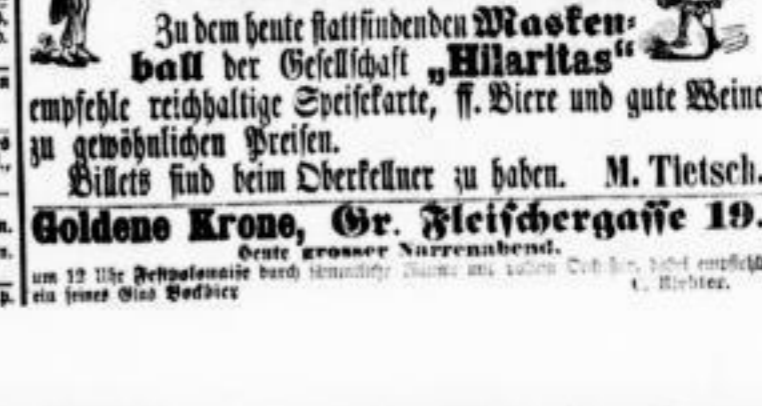 Zu dem heute stattfindenden Masken-
ball der Gesellschaft „Hilaritas“
empfehle reichhaltige Speisekarte, ff. Biere und gute Weine
zu gewöhnlichen Preisen.
Billets sind beim Oberkellner zu haben. M. Tietsch.
Goldene Krone, Gr. Fleischergasse 19.
Heute grosser Narrenabend.
um 12 Uhr Festpolonaise durch sämmtliche empfiehlt
ein feines Glas Bockbier